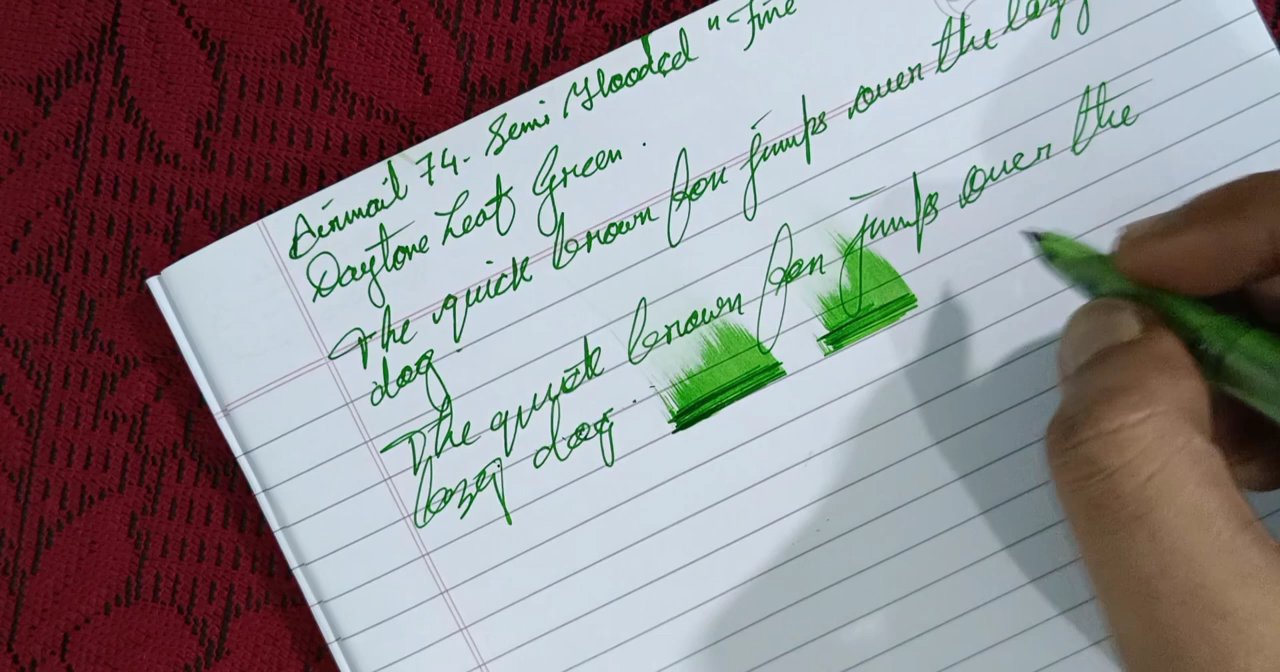 Airmail 74 - Semi Hooded "Fine
Daytone Leaf Green.
The quick brown fox jumps over the lazy
dog
The quick brown fox jumps over the
lazy dog.